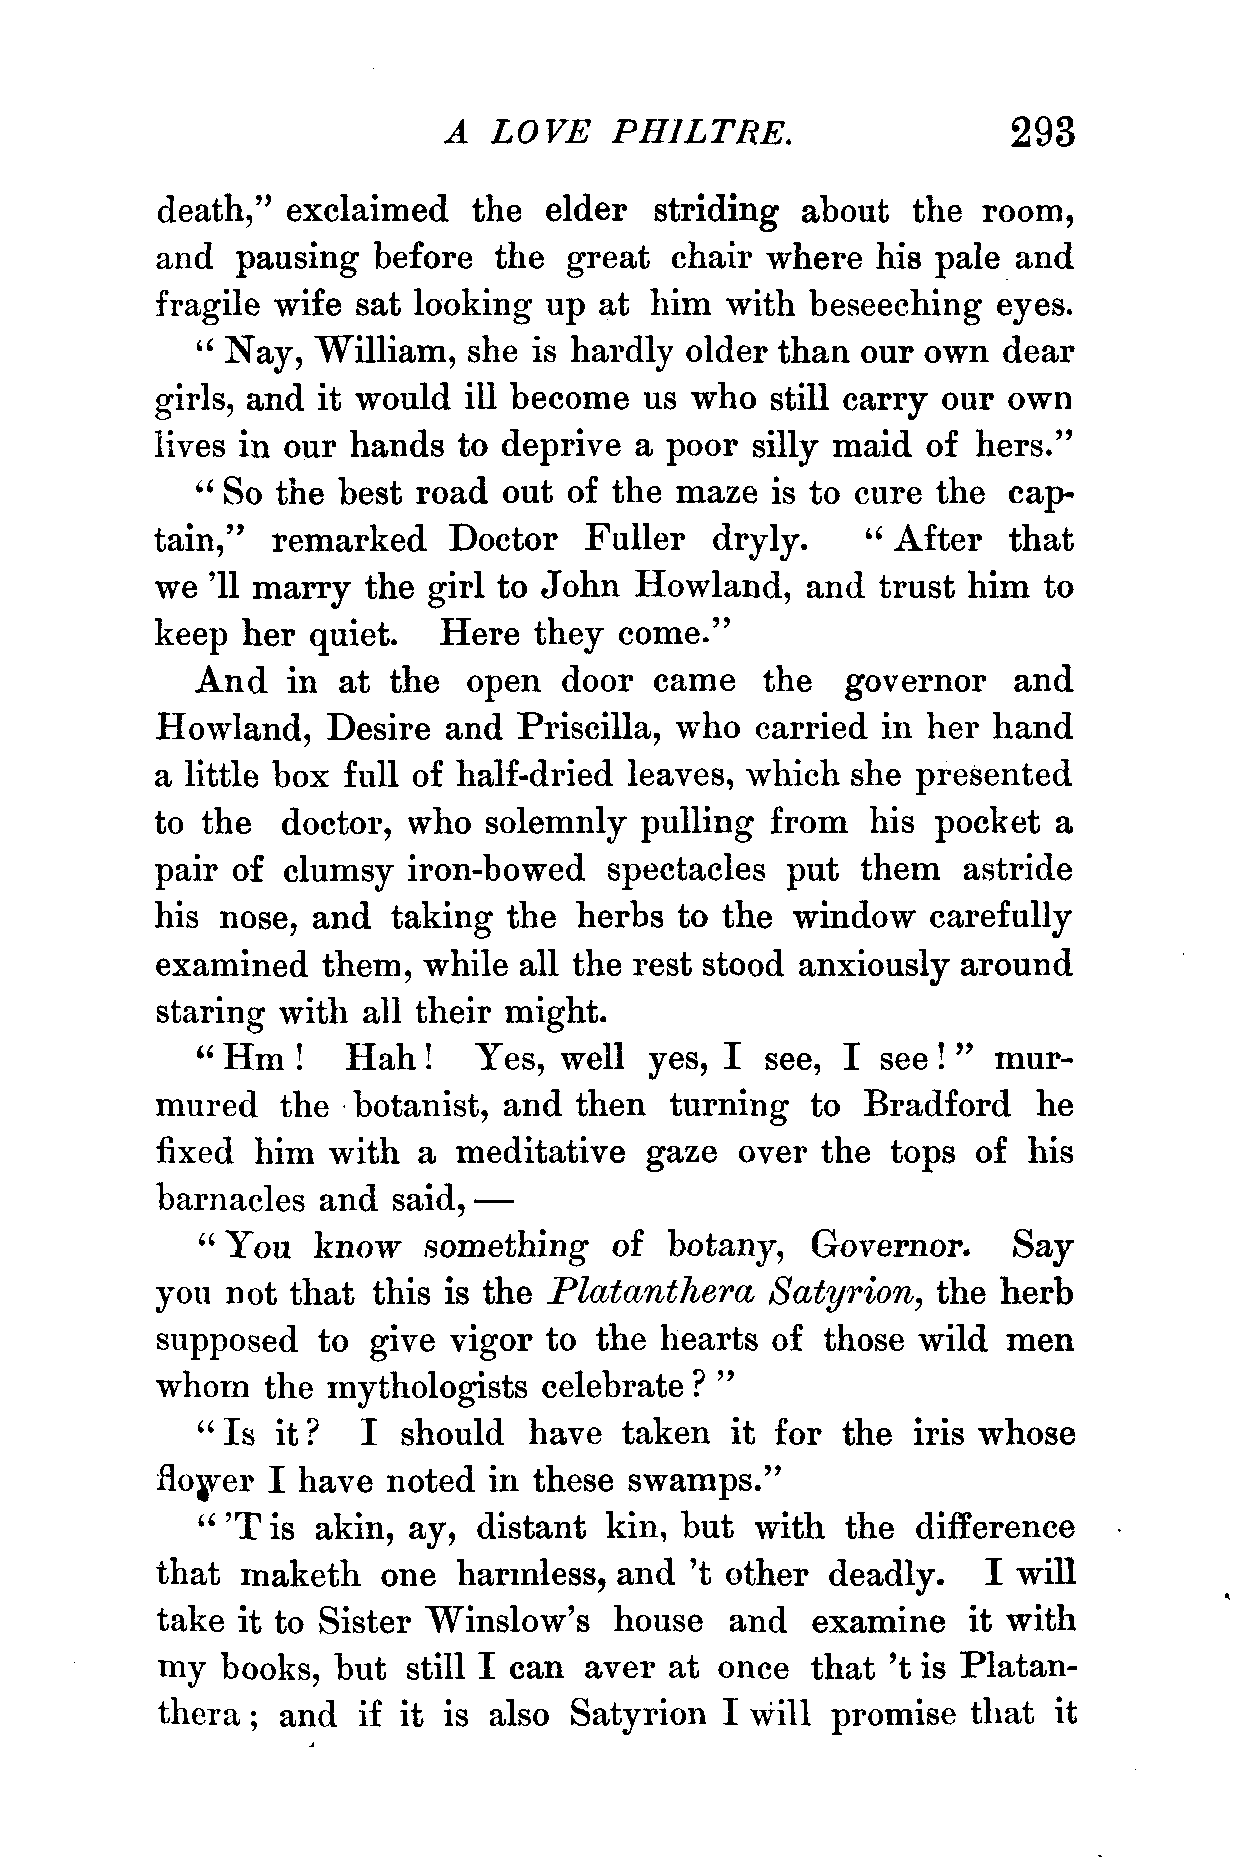 A LOVE PHILTRE. 293
death," exclaimed the elder striding about the room,
and pausing before the great chair where his pale and
fragile wife sat looking up at him with beseeching eyes.
"Nay, William, she is hardly older than our own dear
girls, and it would ill become us who still carry our own
lives in our hands to deprive a poor silly maid of hers."
"So the best road out of the maze is to cure the cap-
tain," remarked Doctor Fuller dryly. "After that
we 'll marry the girl to John Howland, and trust him to
keep her quiet. Here they come."
And in at the open door came the governor and
Howland, Desire and Priscilla, who carried in her hand
a little box full of half-dried leaves, which she presented
to the doctor, who solemnly pulling from his pocket a
pair of clumsy iron-bowed spectacles put them astride
his nose, and taking the herbs to the window carefully
examined them, while all the rest stood anxiously around
staring with all their might.
"Hm! Hah! Yes, well yes, I see, I see!" mur-
mured the botanist, and then turning to Bradford he
fixed him with a meditative gaze over the tops of his
barnacles and said, —
"You know something of botany, Governor. Say
you not that this is the Platanthera Satyrion, the herb
supposed to give vigor to the hearts of those wild men
whom the mythologists celebrate?"
"Is it? I should have taken it for the iris whose
flower I have noted in these swamps."
"'T is akin, ay, distant kin, but with the difference
that maketh one harmless, and 't other deadly. I will
take it to Sister Winslow's house and examine it with
my books, but still I can aver at once that 't is Platan-
thera; and if it is also Satyrion I will promise that it